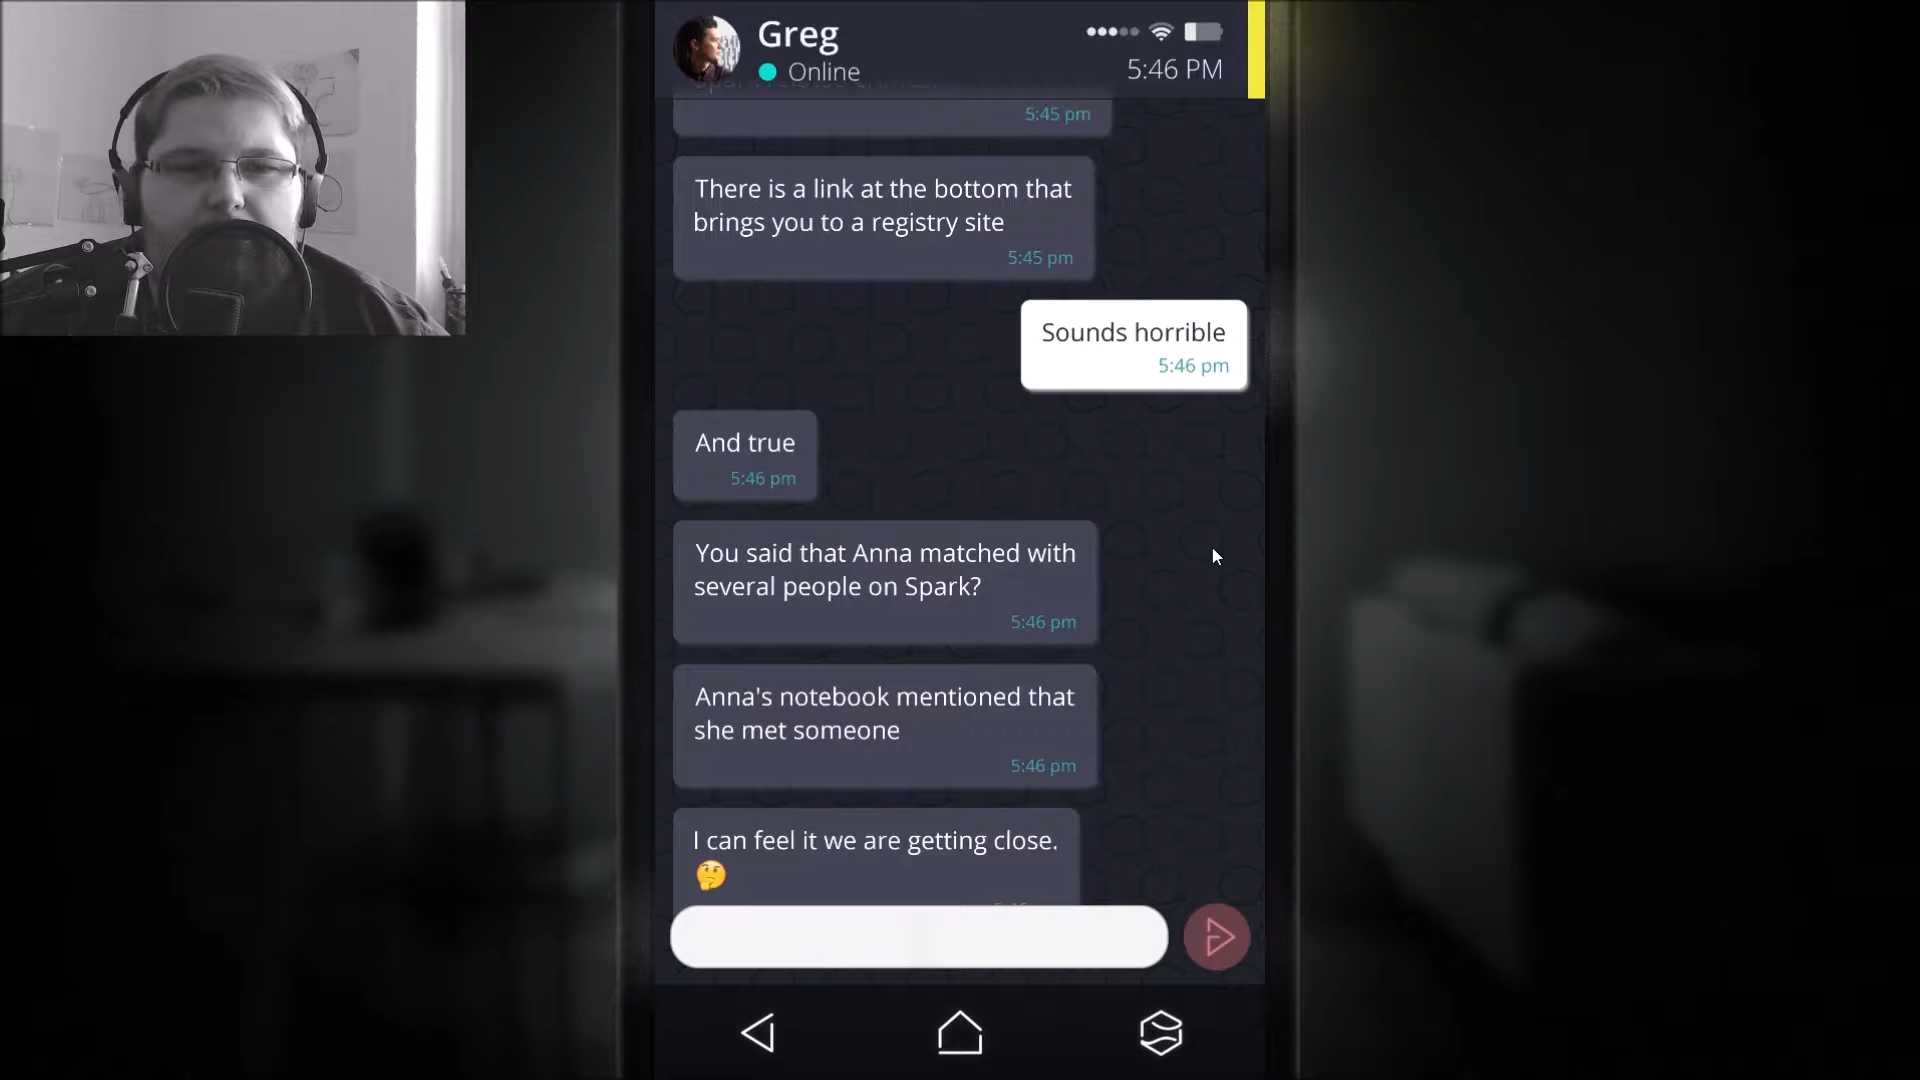 Greg
Online
5:46 PM
5:45 pm
There is a link at the bottom that
brings you to a registry site
5:45 pm
Sounds horrible
5:46 pm
And true
5:46 pm
You said that Anna matched with
several people on Spark?
5:46 pm
Anna's notebook mentioned that
she met someone
5:46 pm
I can feel it we are getting close.
🤔